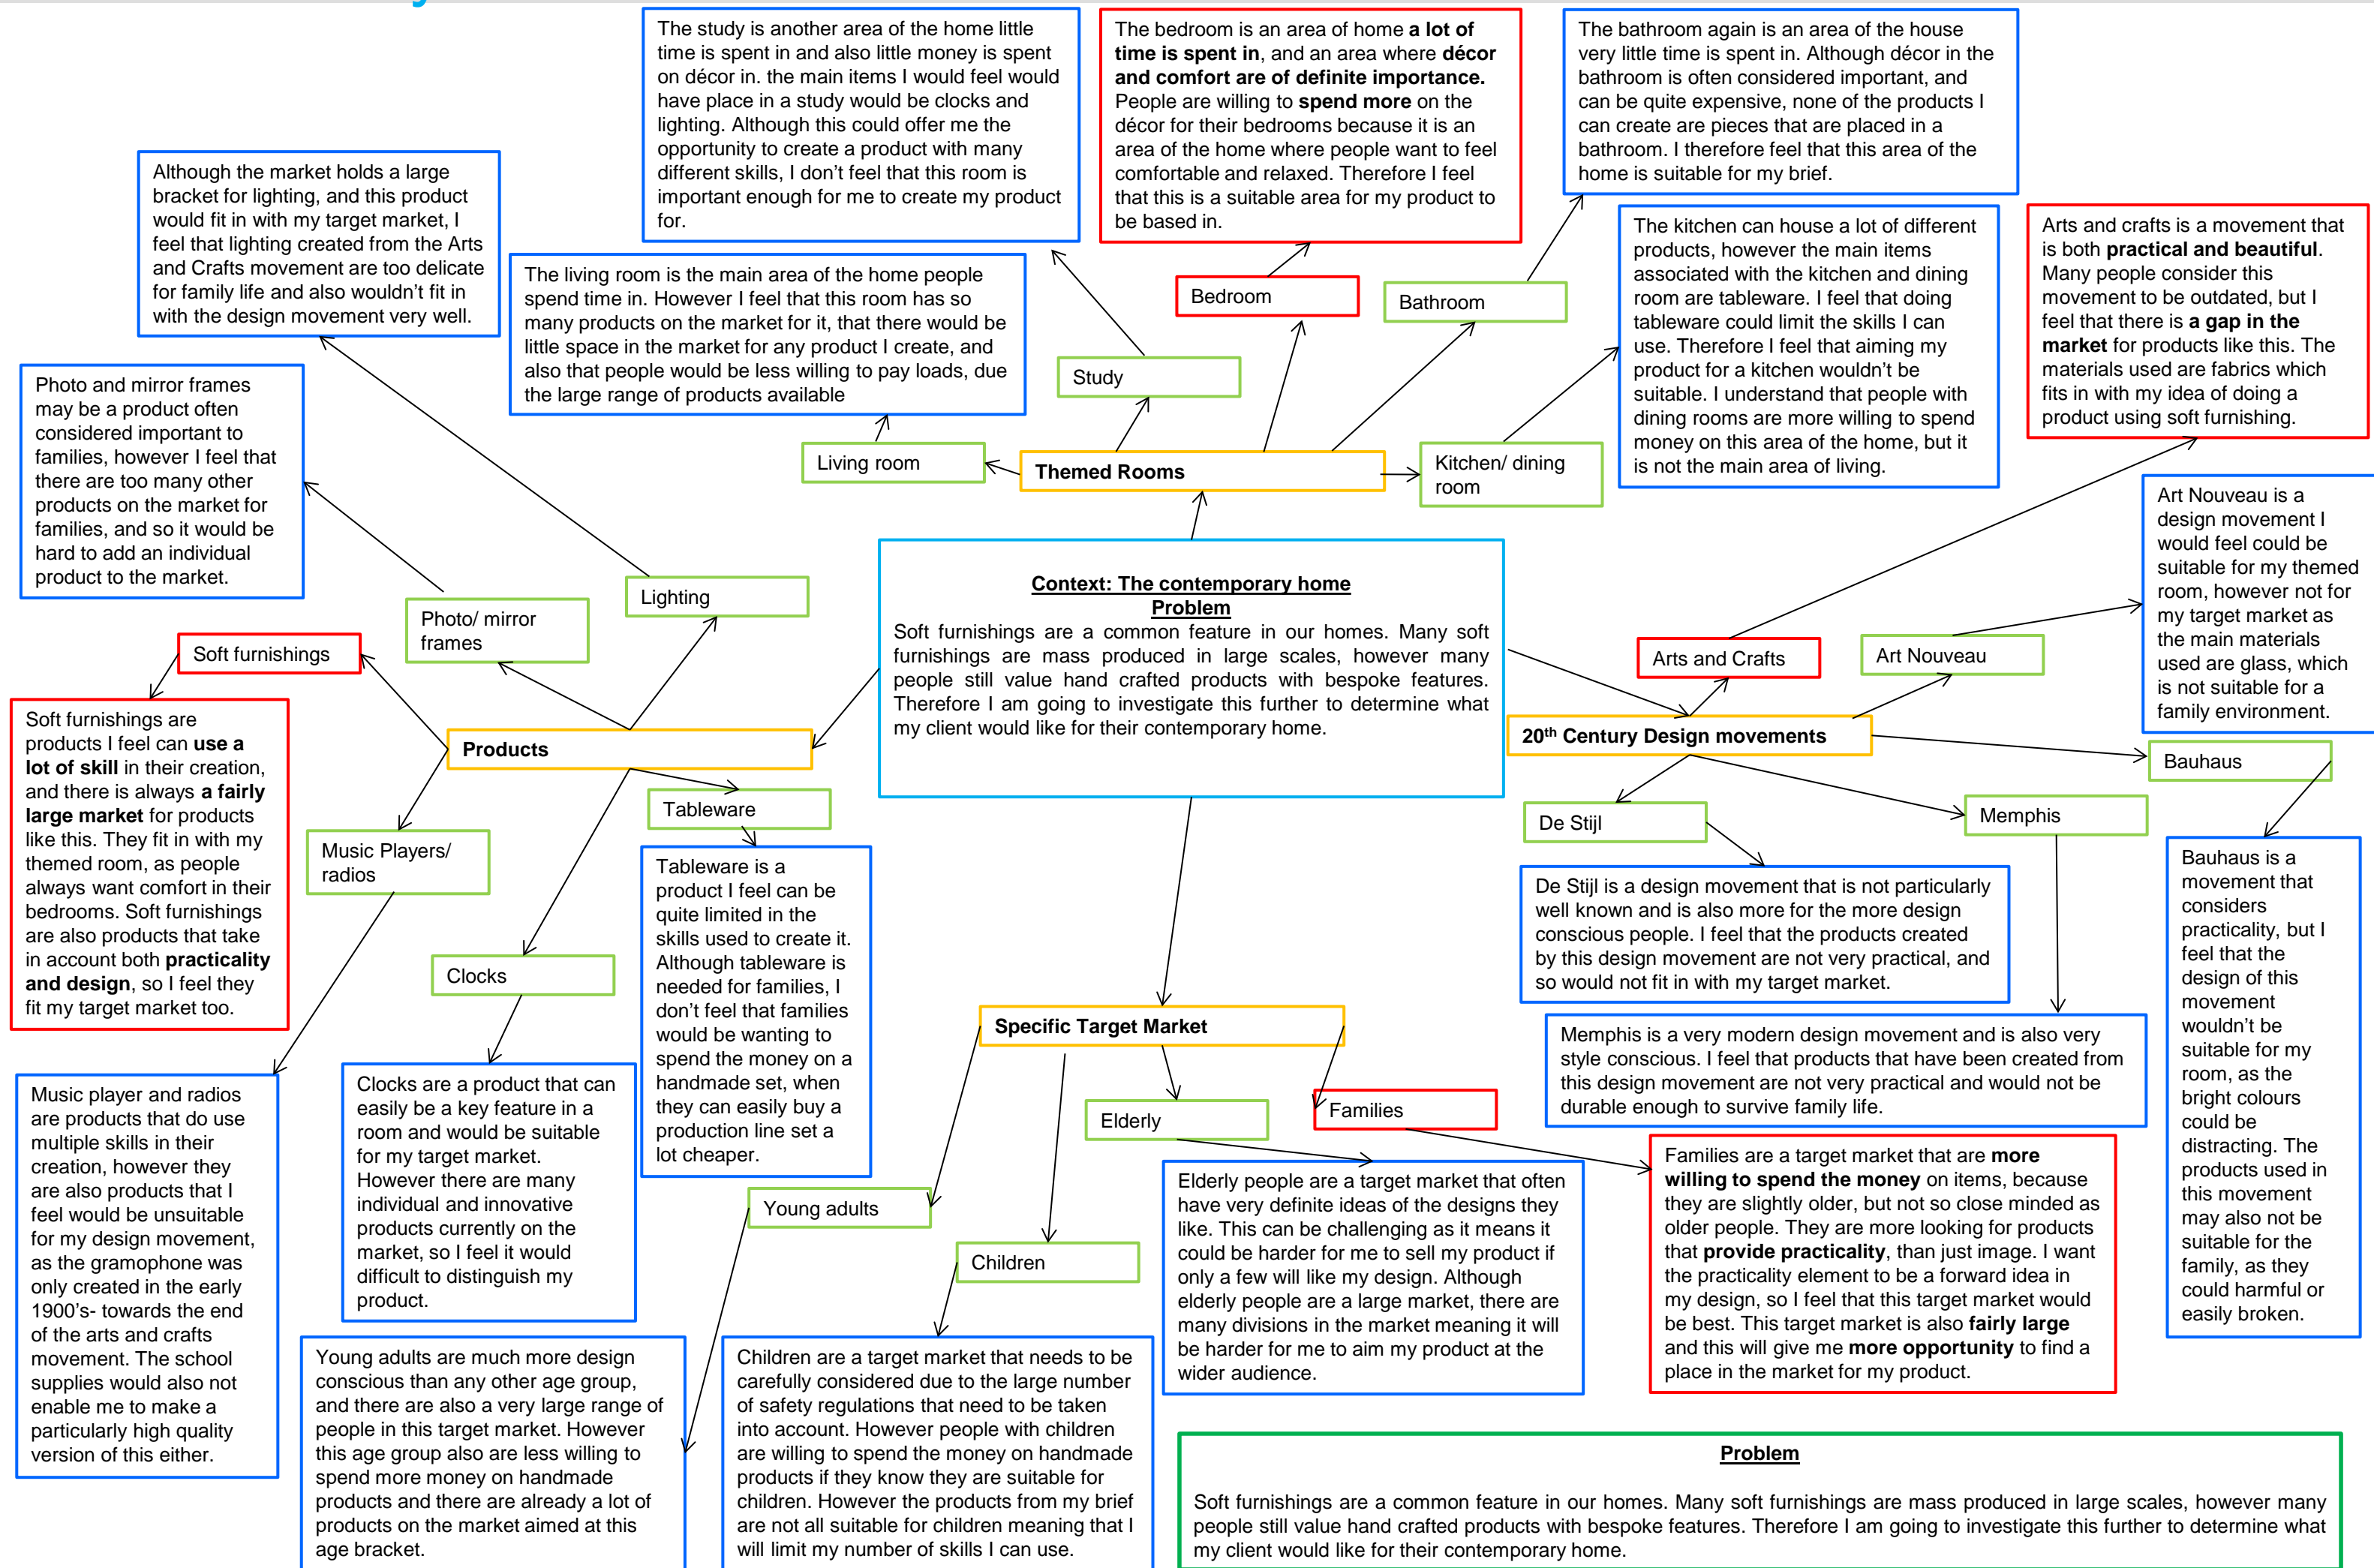 The study is another area of the home little
time is spent in and also little money is spent
on décor in. the main items I would feel would
have place in a study would be clocks and
lighting. Although this could offer me the
opportunity to create a product with many
different skills, I don't feel that this room is
important enough for me to create my product
for.
The bedroom is an area of home a lot of
time is spent in, and an area where décor
and comfort are of definite importance.
People are willing to spend more on the
décor for their bedrooms because it is an
area of the home where people want to feel
comfortable and relaxed. Therefore I feel
that this is a suitable area for my product to
be based in.
The bathroom again is an area of the house
very little time is spent in. Although décor in the
bathroom is often considered important, and
can be quite expensive, none of the products I
can create are pieces that are placed in a
bathroom. I therefore feel that this area of the
home is suitable for my brief.
Although the market holds a large
bracket for lighting, and this product
would fit in with my target market, I
feel that lighting created from the Arts
and Crafts movement are too delicate
for family life and also wouldn't fit in
with the design movement very well.
The living room is the main area of the home people
spend time in. However I feel that this room has so
many products on the market for it, that there would be
little space in the market for any product I create, and
also that people would be less willing to pay loads, due
the large range of products available
The kitchen can house a lot of different
products, however the main items
associated with the kitchen and dining
room are tableware. I feel that doing
tableware could limit the skills I can
use. Therefore I feel that aiming my
product for a kitchen wouldn't be
suitable. I understand that people with
dining rooms are more willing to spend
money on this area of the home, but it
is not the main area of living.
Arts and crafts is a movement that
is both practical and beautiful.
Many people consider this
movement to be outdated, but I
feel that there is a gap in the
market for products like this. The
materials used are fabrics which
fits in with my idea of doing a
product using soft furnishing.
Bedroom
Bathroom
Study
Living room
Themed Rooms
Kitchen/ dining
room
Photo and mirror frames
may be a product often
considered important to
families, however I feel that
there are too many other
products on the market for
families, and so it would be
hard to add an individual
product to the market.
Art Nouveau is a
design movement I
would feel could be
suitable for my themed
room, however not for
my target market as
the main materials
used are glass, which
is not suitable for a
family environment.
Lighting
Photo/ mirror
frames
Soft furnishings
Context: The contemporary home
Problem
Soft furnishings are a common feature in our homes. Many soft
furnishings are mass produced in large scales, however many
people still value hand crafted products with bespoke features.
Therefore I am going to investigate this further to determine what
my client would like for their contemporary home.
Arts and Crafts
Art Nouveau
Soft furnishings are
products I feel can use a
lot of skill in their creation,
and there is always a fairly
large market for products
like this. They fit in with my
themed room, as people
always want comfort in their
bedrooms. Soft furnishings
are also products that take
in account both practicality
and design, so I feel they
fit my target market too.
Products
20th Century Design movements
Bauhaus
Tableware
De Stijl
Memphis
Music Players/
radios
Clocks
Tableware is a
product I feel can be
quite limited in the
skills used to create it.
Although tableware is
needed for families, I
don't feel that families
would be wanting to
spend the money on a
handmade set, when
they can easily buy a
production line set a
lot cheaper.
De Stijl is a design movement that is not particularly
well known and is also more for the more design
conscious people. I feel that the products created
by this design movement are not very practical, and
so would not fit in with my target market.
Bauhaus is a
movement that
considers
practicality, but I
feel that the
design of this
movement
wouldn't be
suitable for my
room, as the
bright colours
could be
distracting. The
products used in
this movement
may also not be
suitable for the
family, as they
could harmful or
easily broken.
Specific Target Market
Memphis is a very modern design movement and is also very
style conscious. I feel that products that have been created from
this design movement are not very practical and would not be
durable enough to survive family life.
Music player and radios
are products that do use
multiple skills in their
creation, however they
are also products that I
feel would be unsuitable
for my design movement,
as the gramophone was
only created in the early
1900's- towards the end
of the arts and crafts
movement. The school
supplies would also not
enable me to make a
particularly high quality
version of this either.
Clocks are a product that can
easily be a key feature in a
room and would be suitable
for my target market.
However there are many
individual and innovative
products currently on the
market, so I feel it would
difficult to distinguish my
product.
Elderly
Families
Young adults
Children
Elderly people are a target market that often
have very definite ideas of the designs they
like. This can be challenging as it means it
could be harder for me to sell my product if
only a few will like my design. Although
elderly people are a large market, there are
many divisions in the market meaning it will
be harder for me to aim my product at the
wider audience.
Families are a target market that are more
willing to spend the money on items, because
they are slightly older, but not so close minded as
older people. They are more looking for products
that provide practicality, than just image. I want
the practicality element to be a forward idea in
my design, so I feel that this target market would
be best. This target market is also fairly large
and this will give me more opportunity to find a
place in the market for my product.
Young adults are much more design
conscious than any other age group,
and there are also a very large range of
people in this target market. However
this age group also are less willing to
spend more money on handmade
products and there are already a lot of
products on the market aimed at this
age bracket.
Children are a target market that needs to be
carefully considered due to the large number
of safety regulations that need to be taken
into account. However people with children
are willing to spend the money on handmade
products if they know they are suitable for
children. However the products from my brief
are not all suitable for children meaning that I
will limit my number of skills I can use.
Problem
Soft furnishings are a common feature in our homes. Many soft furnishings are mass produced in large scales, however many
people still value hand crafted products with bespoke features. Therefore I am going to investigate this further to determine what
my client would like for their contemporary home.